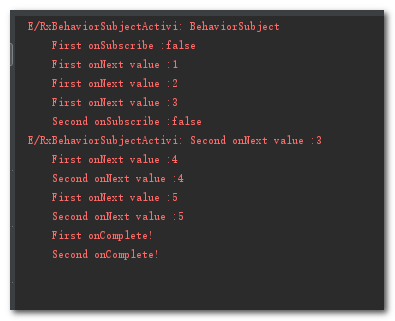 E/RxBehaviorSubjectActivi: BehaviorSubject
First onSubscribe :false
First onNext value :1
First onNext value :2
First onNext value :3
Second onSubscribe :false
E/RxBehaviorSubjectActivi: Second onNext value :3
First onNext value :4
Second onNext value :4
First onNext value :5
Second onNext value :5
First onComplete!
Second onComplete!